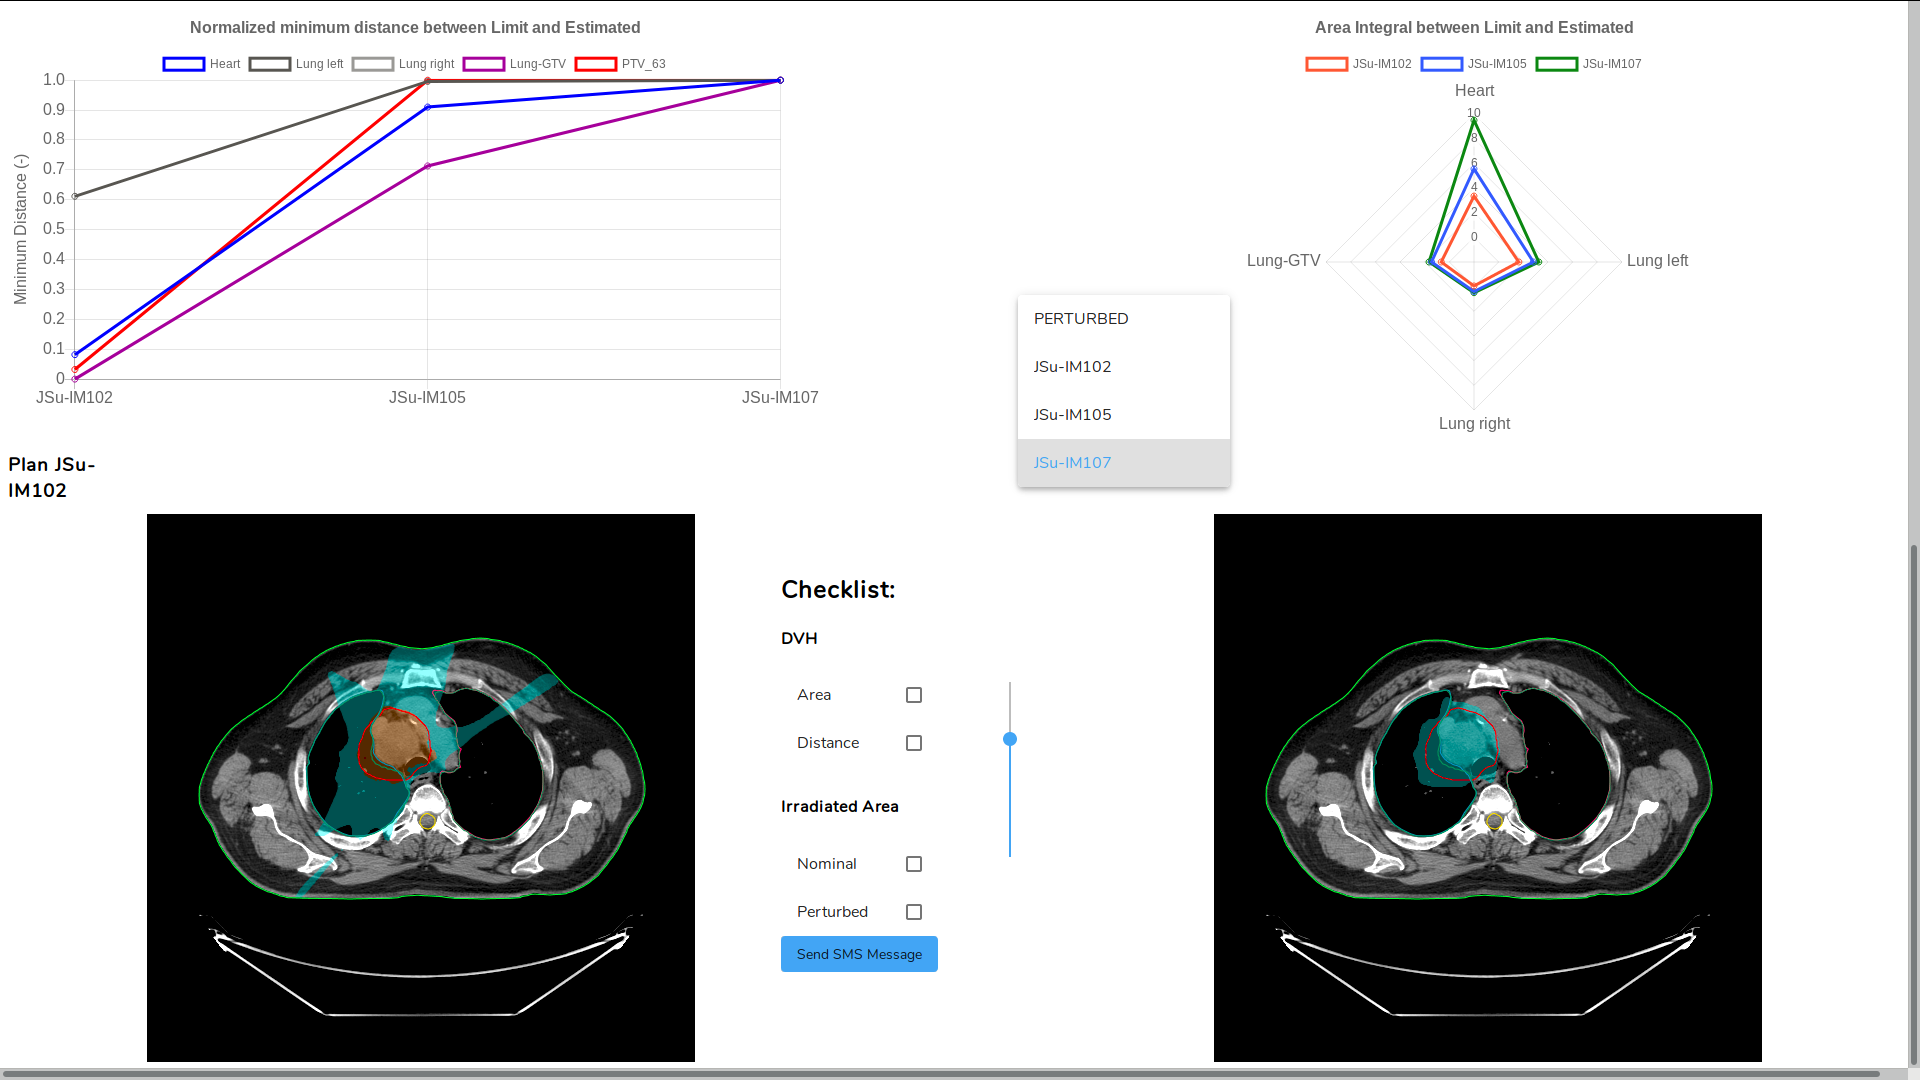 Normalized minimum distance between Limit and Estimated
Heart Lung left Lung right Lung-GTV PTV_63
Minimum Distance (-)
1.0
0.9
0.8
0.7
0.6
0.5
0.4
0.3
0.2
0.1
0
JSu-IM102 JSu-IM105 JSu-IM107
Area Integral between Limit and Estimated
JSu-IM102 JSu-IM105 JSu-IM107
Heart
10
8
6
4
2
0
Lung-GTV
Lung left
Lung right
PERTURBED
JSu-IM102
JSu-IM105
JSu-IM107
Plan JSu-
IM102
Checklist:
DVH
Area
Distance
Irradiated Area
Nominal
Perturbed
Send SMS Message